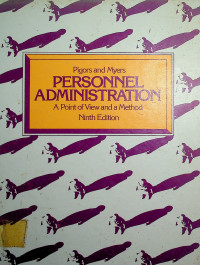 Pigors and Myers
PERSONNEL
ADMINISTRATION
A Point of View and a Method
Ninth Edition